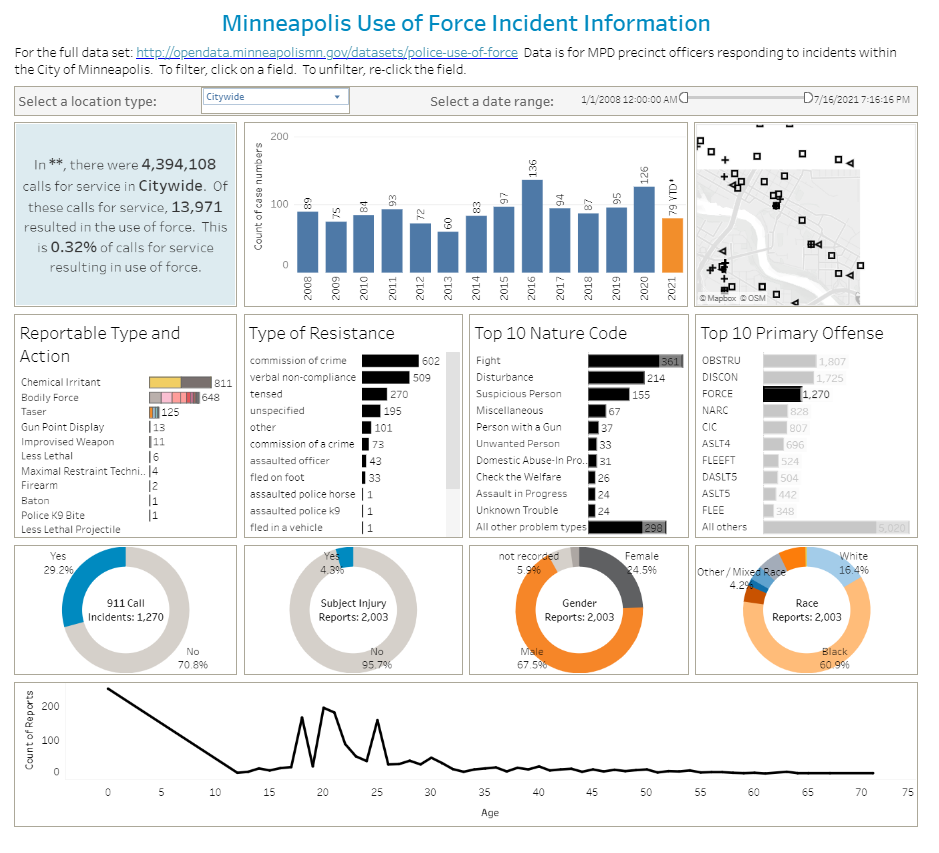 Minneapolis Use of Force Incident Information
For the full data set: http://opendata.minneapolismn.gov/datasets/police-use-of-force Data is for MPD precinct officers responding to incidents within
the City of Minneapolis. To filter, click on a field. To unfilter, re-click the field.
Select a location type:
Citywide
Select a date range:
1/1/2008 12:00:00 AM
7/16/2021 7:16:16 PM
In **, there were 4,394,108
calls for service in Citywide. Of
these calls for service, 13,971
resulted in the use of force. This
is 0.32% of calls for service
resulting in use of force.
Count of case numbers
200
100
0
89
75
84
93
72
60
83
97
136
94
87
95
126
79 YTD*
2008
2009
2010
2011
2012
2013
2014
2015
2016
2017
2018
2019
2020
2021
© Mapbox © OSM
Reportable Type and
Action
Chemical Irritant 811
Bodily Force 648
Taser 125
Gun Point Display 13
Improvised Weapon 11
Less Lethal 6
Maximal Restraint Techni.. 4
Firearm 2
Baton 1
Police K9 Bite 1
Less Lethal Projectile
Type of Resistance
commission of crime 602
verbal non-compliance 509
tensed 270
unspecified 195
other 101
commission of a crime 73
assaulted officer 43
fled on foot 33
assaulted police horse 1
assaulted police k9 1
fled in a vehicle 1
Top 10 Nature Code
Fight 361
Disturbance 214
Suspicious Person 155
Miscellaneous 67
Person with a Gun 37
Unwanted Person 33
Domestic Abuse-In Pro.. 31
Check the Welfare 26
Assault in Progress 24
Unknown Trouble 24
All other problem types 298
Top 10 Primary Offense
OBSTRU 1,807
DISCON 1,725
FORCE 1,270
NARC 828
CIC 807
ASLT4 696
FLEEFT 524
DASLT5 504
ASLT5 442
FLEE 348
All others 5,020
Yes
29.2%
911 Call
Incidents: 1,270
No
70.8%
Yes
4.3%
Subject Injury
Reports: 2,003
No
95.7%
not recorded
5.9%
Female
24.5%
Gender
Reports: 2,003
Male
67.5%
White
16.4%
Other / Mixed Race
4.2%
Race
Reports: 2,003
Black
60.9%
Count of Reports
200
100
0
0 5 10 15 20 25 30 35 40 45 50 55 60 65 70 75
Age